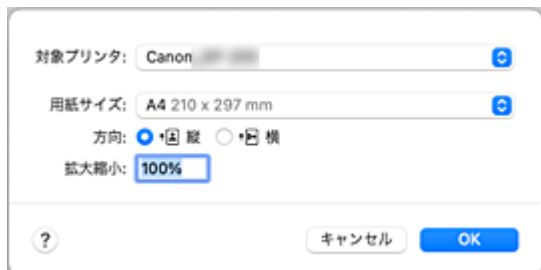 対象プリンタ: Canon
用紙サイズ: A4 210 x 297 mm
方向: 縦 横
拡大縮小: 100%
? キャンセル OK